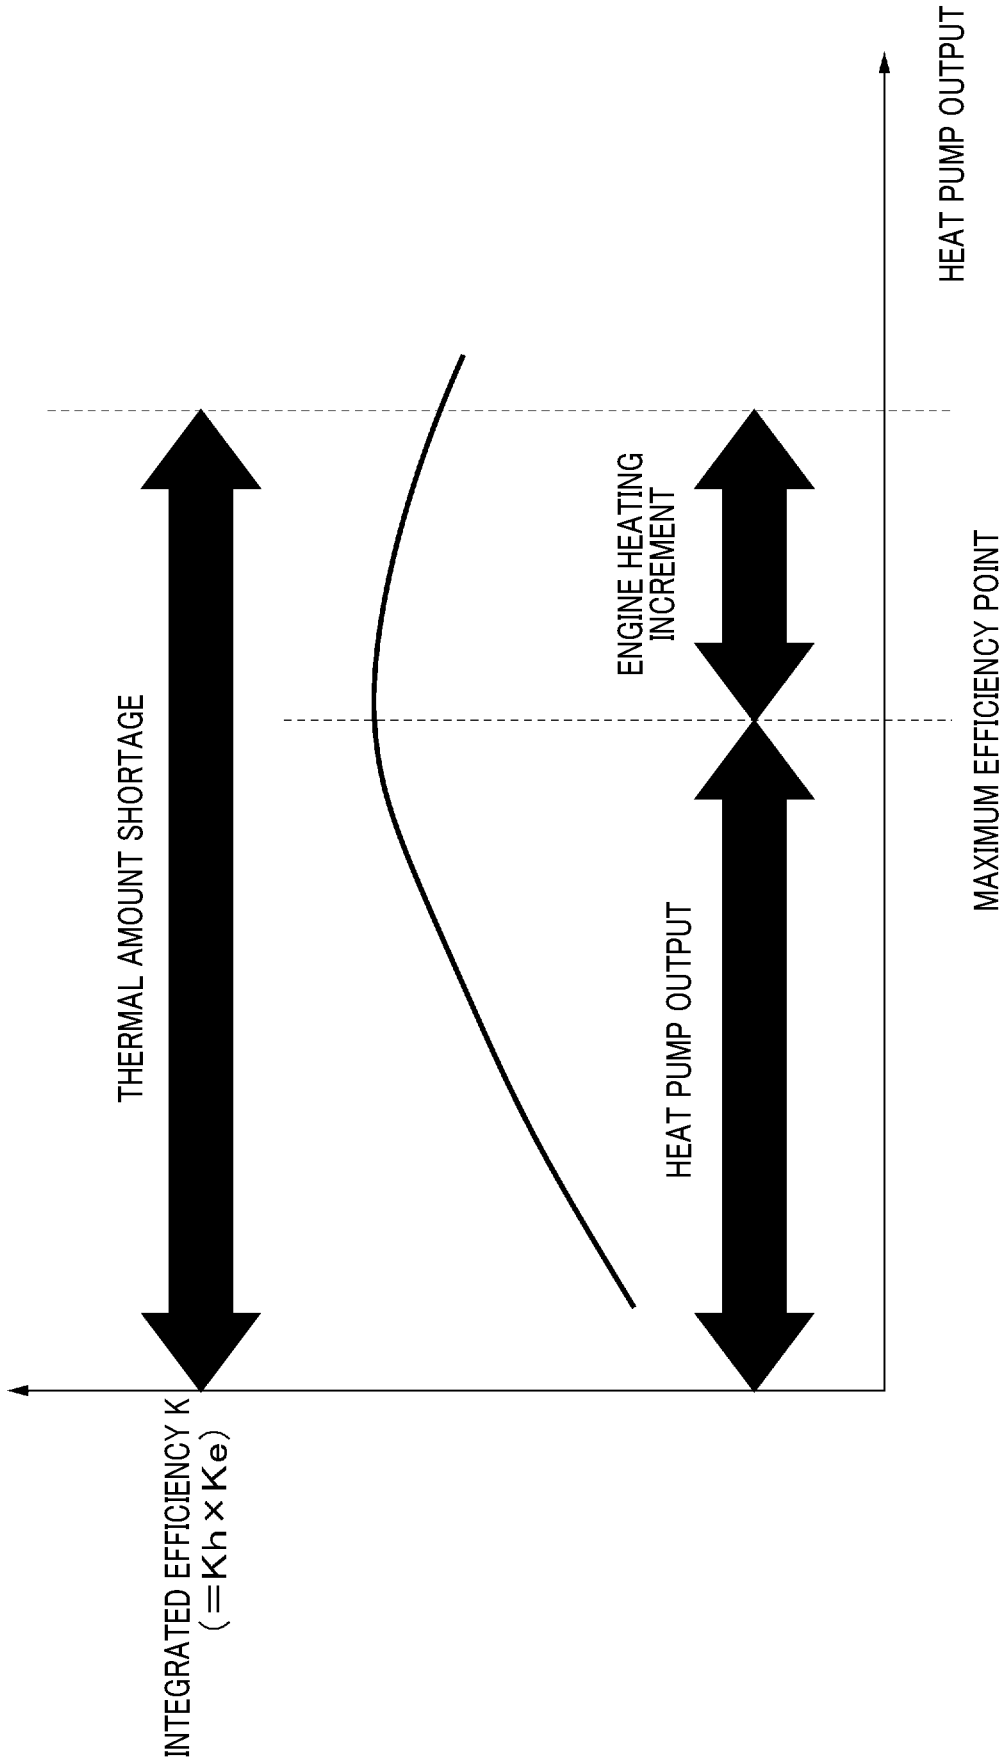 INTEGRATED EFFICIENCY K
(=Kh×Ke)
THERMAL AMOUNT SHORTAGE
ENGINE HEATING
INCREMENT
HEAT PUMP OUTPUT
HEAT PUMP OUTPUT
MAXIMUM EFFICIENCY POINT